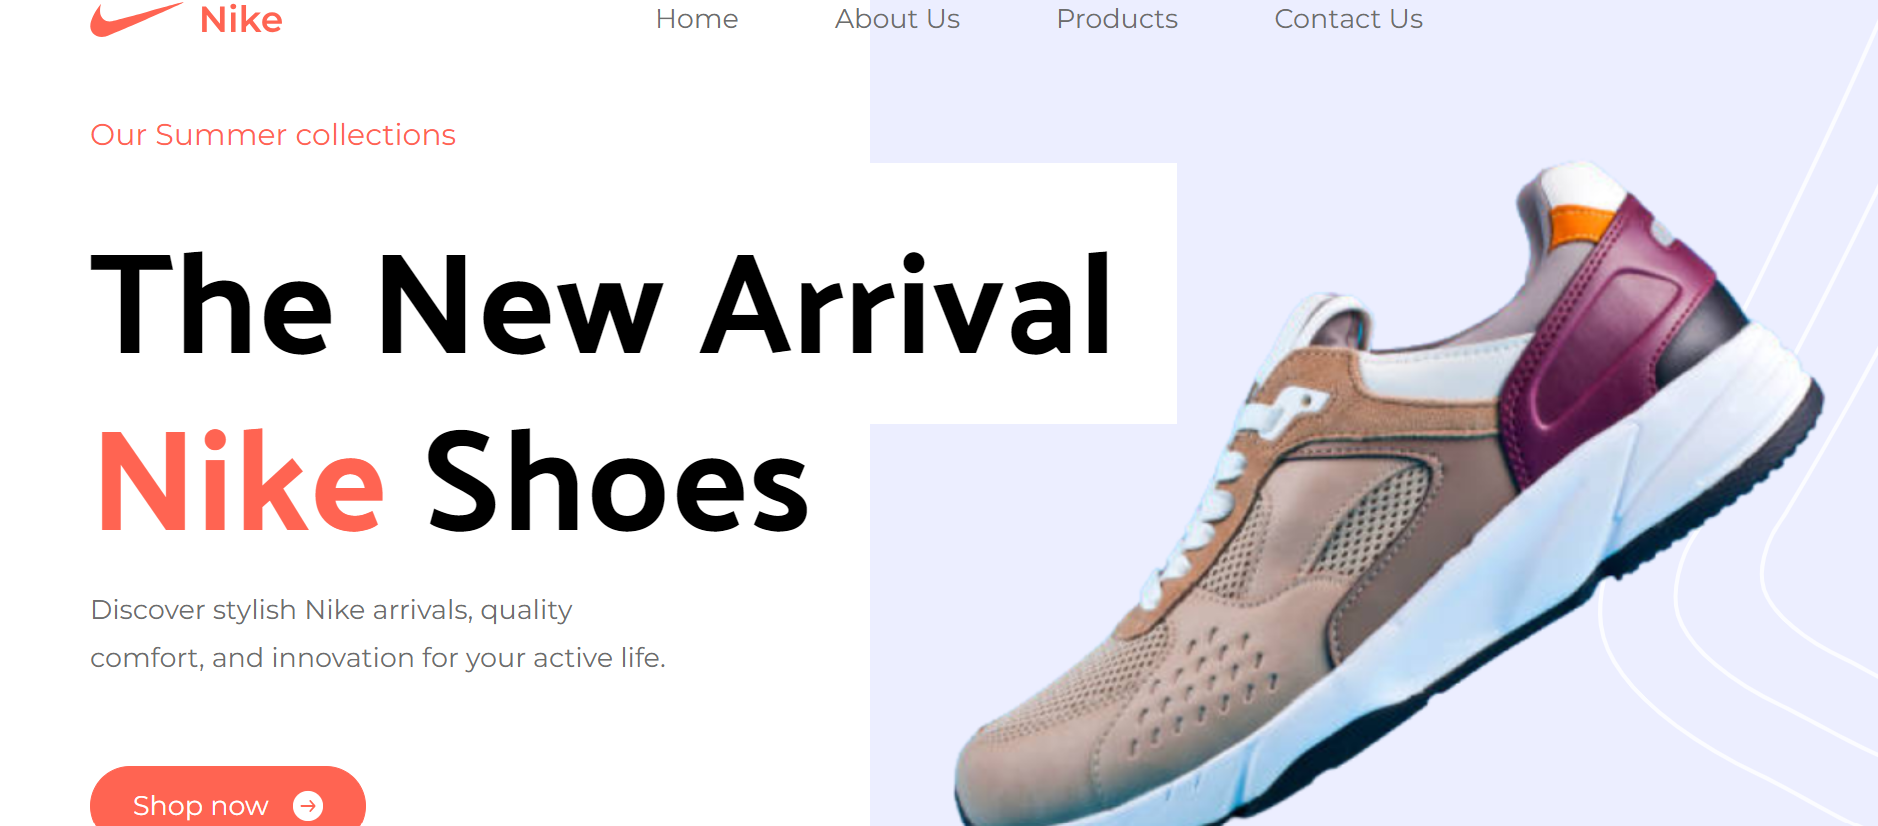 Nike
Home
About Us
Products
Contact Us
Our Summer collections
The New Arrival
Nike Shoes
Discover stylish Nike arrivals, quality
comfort, and innovation for your active life.
Shop now